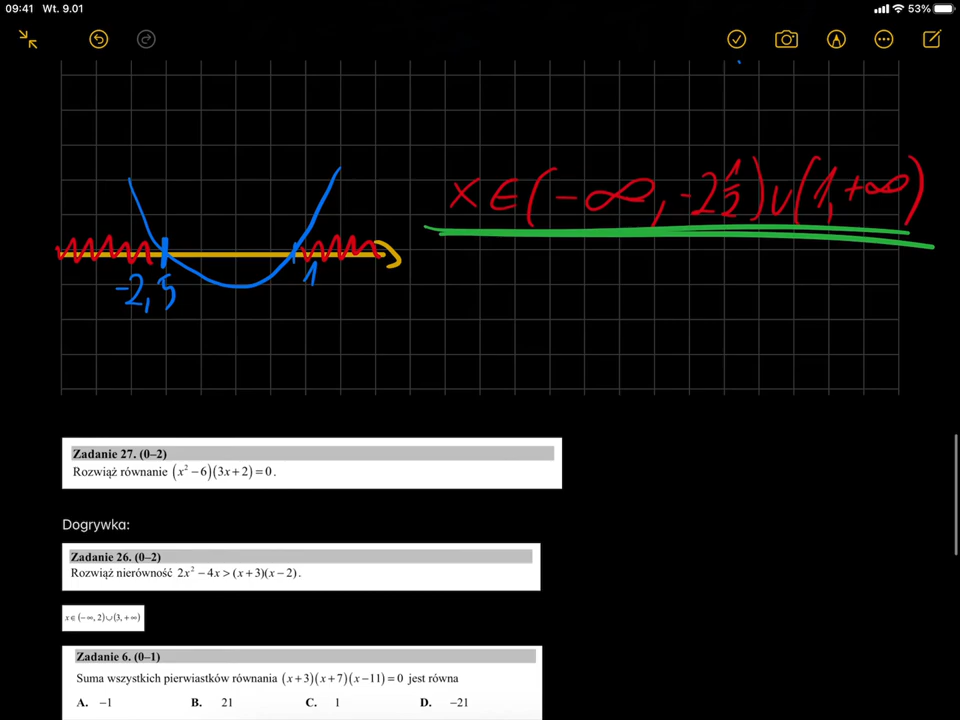 09:41 Wt. 9.01 53%
x ∈ (-∞, -2½) ∪ (1, +∞)
-2,5 1
Zadanie 27. (0–2)
Rozwiąż równanie (x² − 6)(3x + 2) = 0.
Dogrywka:
Zadanie 26. (0–2)
Rozwiąż nierówność 2x² − 4x > (x + 3)(x − 2).
x ∈ (−∞, 2) ∪ (3, +∞)
Zadanie 6. (0–1)
Suma wszystkich pierwiastków równania (x + 3)(x + 7)(x − 11) = 0 jest równa
A. −1 B. 21 C. 1 D. −21